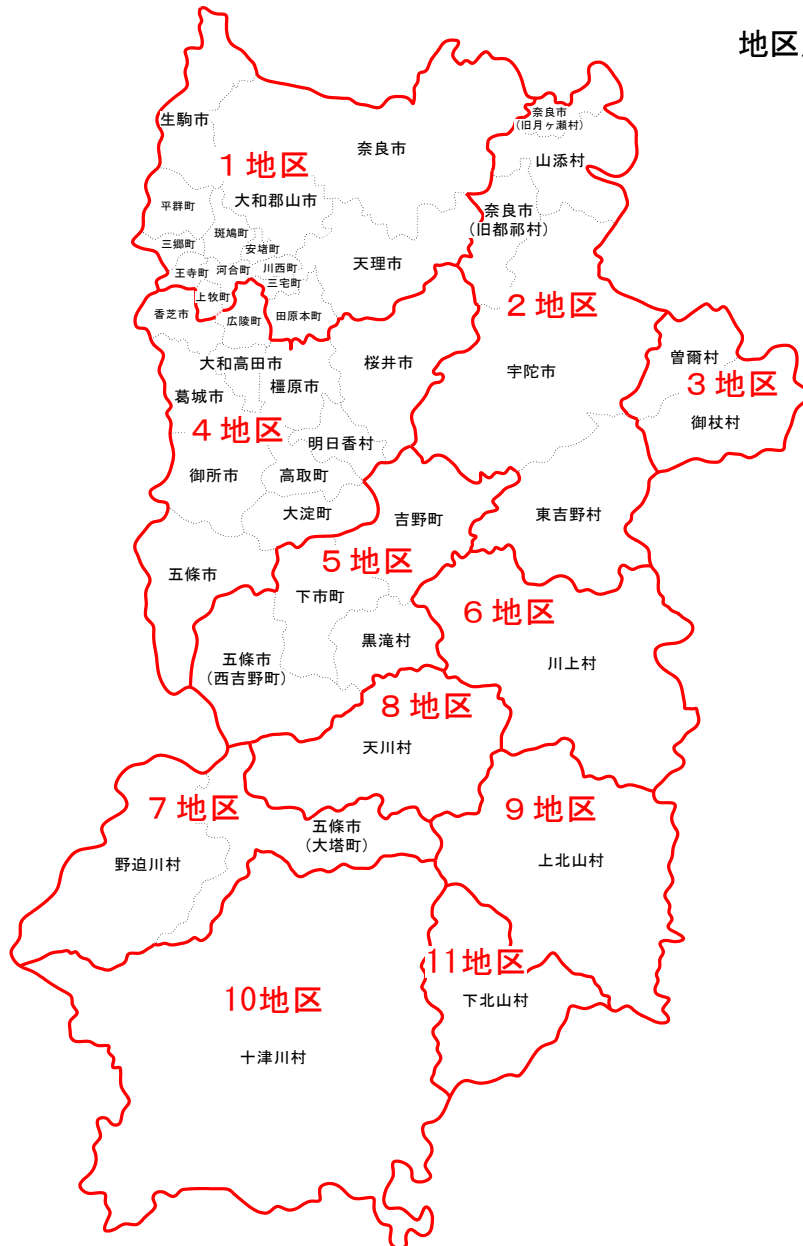 地区
奈良市
(旧月ヶ瀬村)
生駒市
奈良市
山添村
1地区
大和郡山市
平群町
奈良市
(旧都祁村)
斑鳩町
三郷町
安堵町
天理市
王寺町
河合町
川西町
三宅町
上牧町
香芝市
広陵町
田原本町
2地区
曽爾村
大和高田市
桜井市
宇陀市
3地区
橿原市
葛城市
御杖村
4地区
明日香村
御所市
高取町
大淀町
吉野町
東吉野村
5地区
五條市
下市町
6地区
黒滝村
五條市
(西吉野町)
川上村
8地区
天川村
7地区
9地区
五條市
(大塔町)
野迫川村
上北山村
11地区
10地区
下北山村
十津川村